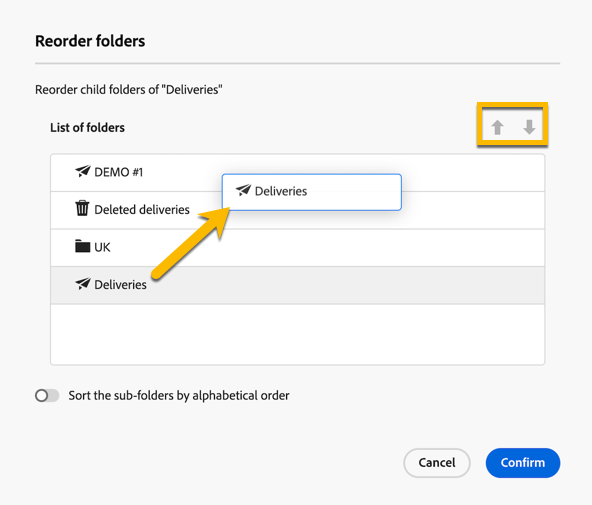 Reorder folders
Reorder child folders of "Deliveries"
List of folders
DEMO #1
Deliveries
Deleted deliveries
UK
Deliveries
Sort the sub-folders by alphabetical order
Cancel Confirm